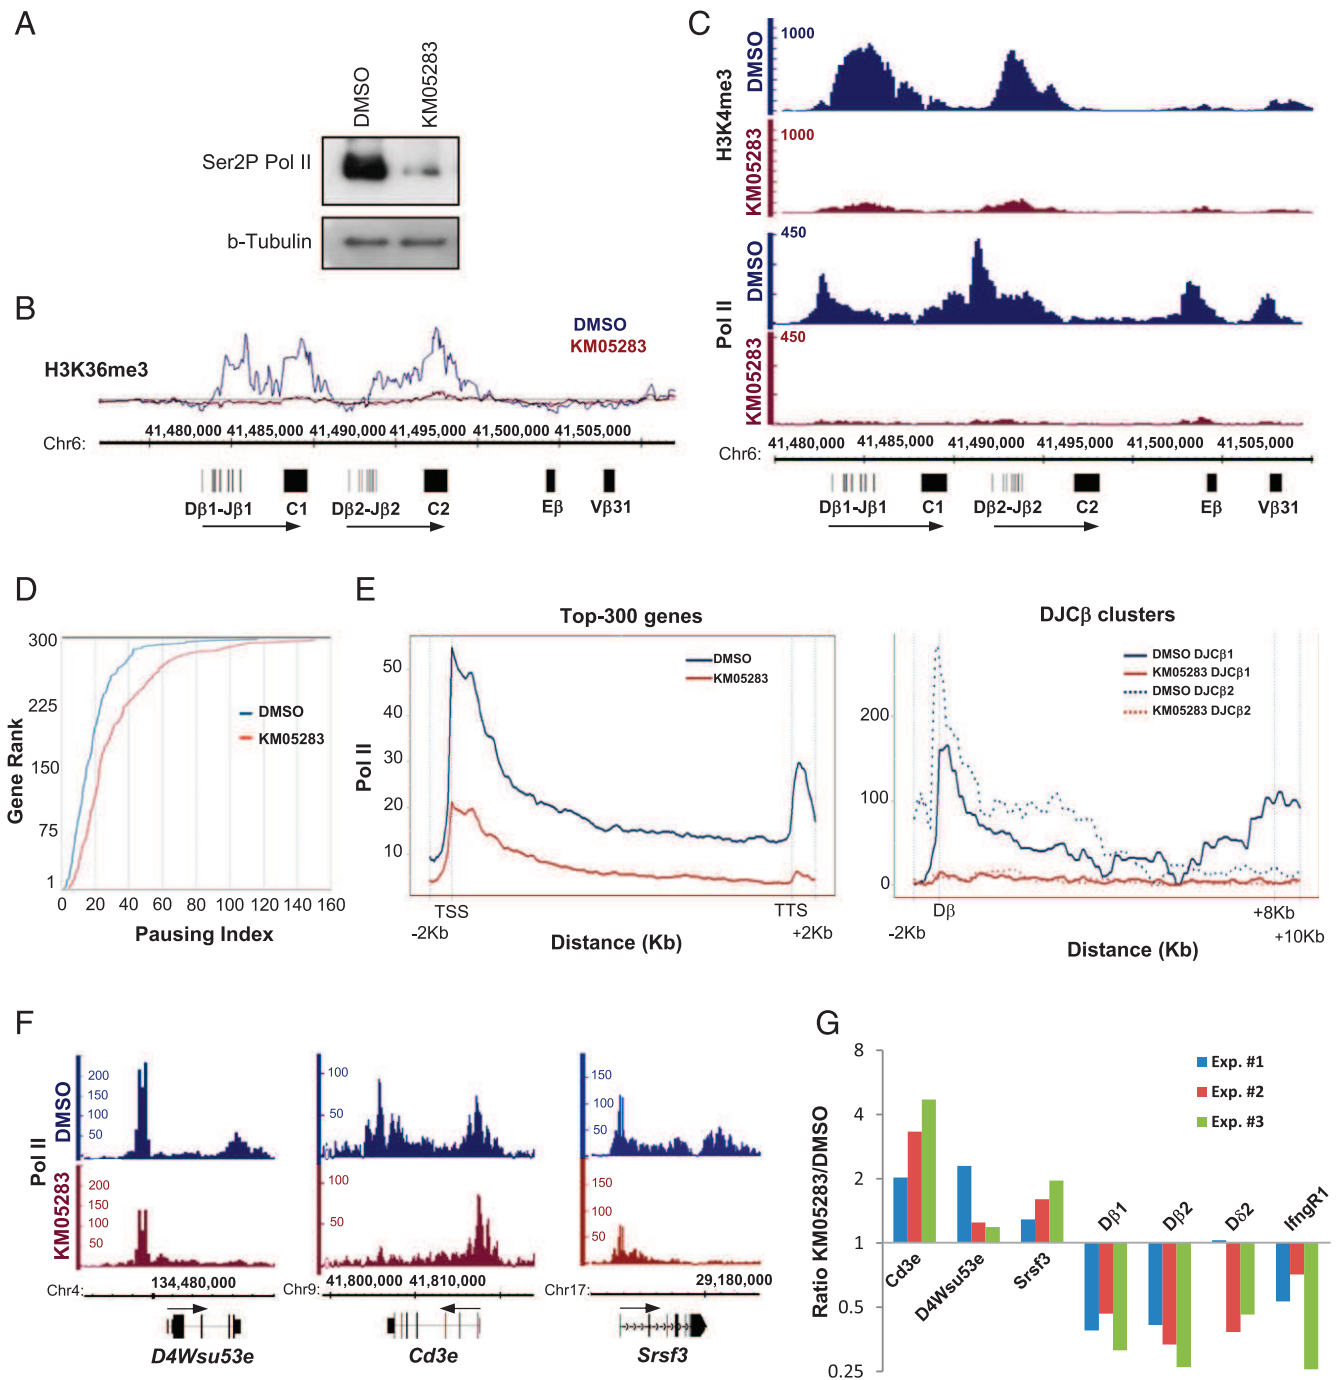 A
DMSO
KM05283
Ser2P Pol II
b-Tubulin
B
DMSO
KM05283
H3K36me3
41,480,000 41,485,000 41,490,000 41,495,000 41,500,000 41,505,000
Chr6:
Dβ1-Jβ1 C1 Dβ2-Jβ2 C2 Eβ Vβ31
C
H3K4me3
DMSO
1000
KM05283
1000
Pol II
DMSO
450
KM05283
450
41,480,000 41,485,000 41,490,000 41,495,000 41,500,000 41,505,000
Chr6:
Dβ1-Jβ1 C1 Dβ2-Jβ2 C2 Eβ Vβ31
D
Gene Rank
300
225
150
75
1
DMSO
KM05283
0 20 40 60 80 100 120 140 160
Pausing Index
E
Top-300 genes
Pol II
50
40
30
20
10
DMSO
KM05283
TSS TTS
-2Kb +2Kb
Distance (Kb)
DJCβ clusters
200
100
0
DMSO DJCβ1
KM05283 DJCβ1
DMSO DJCβ2
KM05283 DJCβ2
Dβ +8Kb
-2Kb +10Kb
Distance (Kb)
F
Pol II
DMSO
200
150
100
50
KM05283
200
150
100
50
Chr4: 134,480,000
D4Wsu53e
100
50
100
50
Chr9: 41,800,000 41,810,000
Cd3e
150
100
50
150
100
50
Chr17: 29,180,000
Srsf3
G
Ratio KM05283/DMSO
8
4
2
1
0.5
0.25
Exp. #1
Exp. #2
Exp. #3
Cd3e
D4Wsu53e
Srsf3
Dβ1
Dβ2
Dδ2
IfngR1